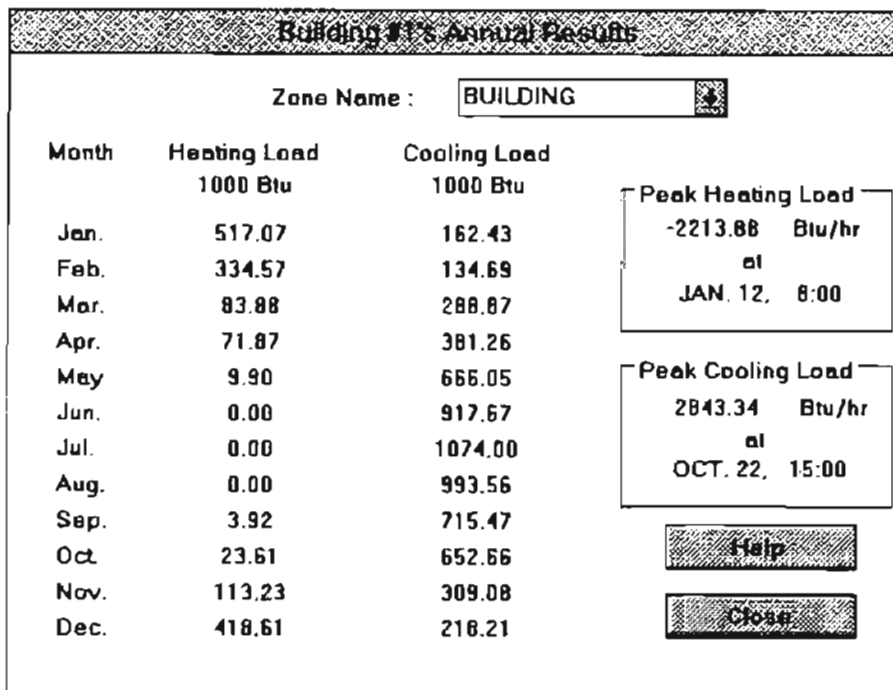 Building #1's Annual Results
Zone Name : BUILDING
Month Heating Load Cooling Load
1000 Btu 1000 Btu
Jan. 517.07 162.43
Feb. 334.57 134.69
Mar. 83.88 288.87
Apr. 71.87 381.26
May 9.90 666.05
Jun. 0.00 917.67
Jul. 0.00 1074.00
Aug. 0.00 993.56
Sep. 3.92 715.47
Oct. 23.61 652.66
Nov. 113.23 309.08
Dec. 418.61 218.21
Peak Heating Load
-2213.88 Btu/hr
at
JAN. 12, 8:00
Peak Cooling Load
2843.34 Btu/hr
at
OCT. 22, 15:00
Help
Close